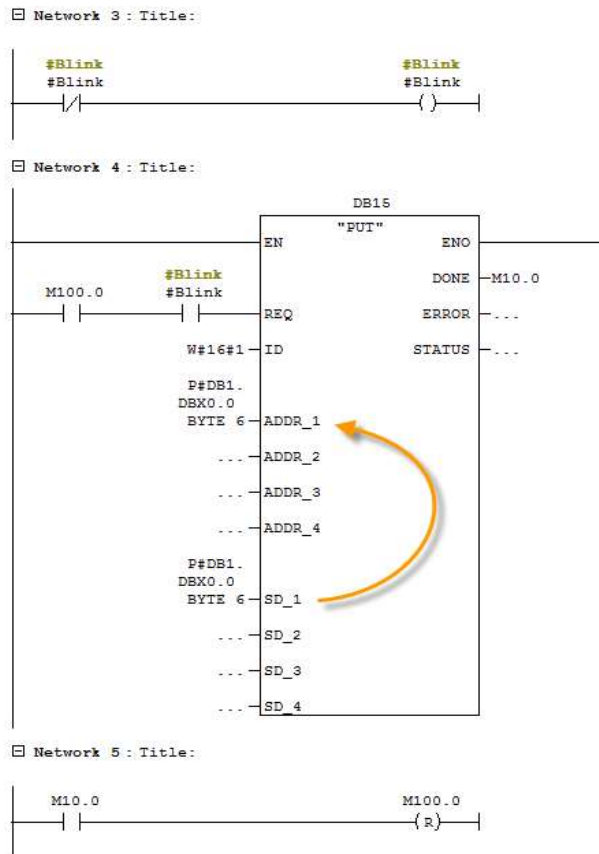 Network 3 : Title:
#Blink #Blink
#Blink #Blink
Network 4 : Title:
DB15
"PUT"
EN ENO
#Blink
M100.0 #Blink
DONE M10.0
REQ ERROR ...
W#16#1 ID STATUS ...
P#DB1.
DBX0.0
BYTE 6 ADDR_1
... ADDR_2
... ADDR_3
... ADDR_4
P#DB1.
DBX0.0
BYTE 6 SD_1
... SD_2
... SD_3
... SD_4
Network 5 : Title:
M10.0 M100.0
R